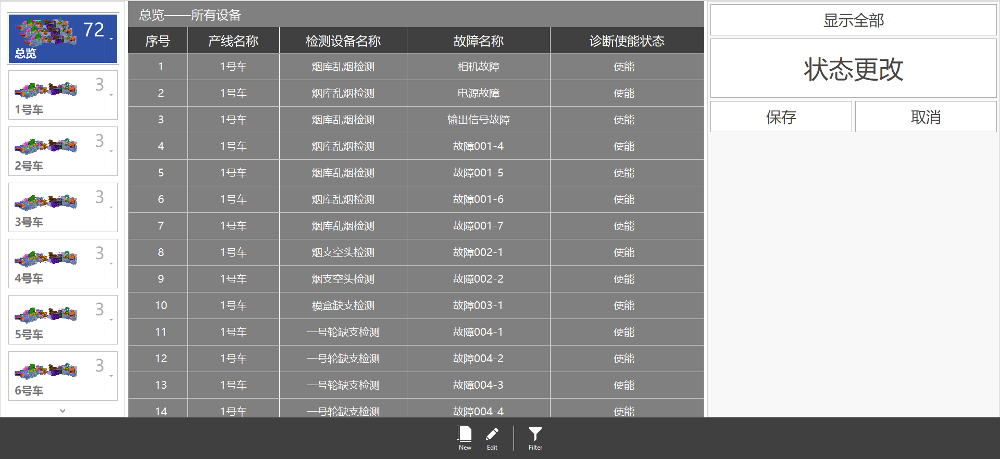 72
总览
3
1号车
3
2号车
3
3号车
3
4号车
3
5号车
3
6号车
总览——所有设备
序号 产线名称 检测设备名称 故障名称 诊断使能状态
1 1号车 烟库乱烟检测 相机故障 使能
2 1号车 烟库乱烟检测 电源故障 使能
3 1号车 烟库乱烟检测 输出信号故障 使能
4 1号车 烟库乱烟检测 故障001-4 使能
5 1号车 烟库乱烟检测 故障001-5 使能
6 1号车 烟库乱烟检测 故障001-6 使能
7 1号车 烟库乱烟检测 故障001-7 使能
8 1号车 烟支空头检测 故障002-1 使能
9 1号车 烟支空头检测 故障002-2 使能
10 1号车 模盒缺支检测 故障003-1 使能
11 1号车 一号轮缺支检测 故障004-1 使能
12 1号车 一号轮缺支检测 故障004-2 使能
13 1号车 一号轮缺支检测 故障004-3 使能
14 1号车 一号轮缺支检测 故障004-4 使能
显示全部
状态更改
保存 取消
New Edit Filter